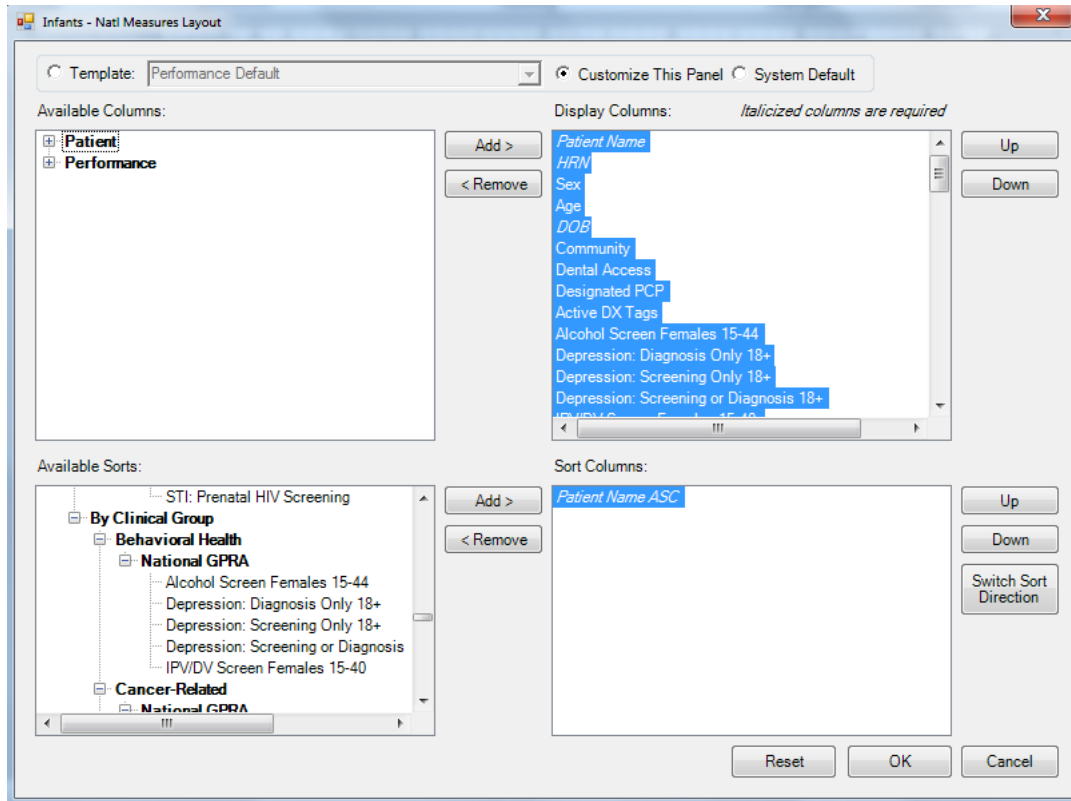 Infants - Natl Measures Layout
Template: Performance Default Customize This Panel System Default
Available Columns:
Patient
Performance
Add >
< Remove
Display Columns: Italicized columns are required
Patient Name
HRN
Sex
Age
DOB
Community
Dental Access
Designated PCP
Active DX Tags
Alcohol Screen Females 15-44
Depression: Diagnosis Only 18+
Depression: Screening Only 18+
Depression: Screening or Diagnosis 18+
Up
Down
Available Sorts:
STI: Prenatal HIV Screening
By Clinical Group
Behavioral Health
National GPRA
Alcohol Screen Females 15-44
Depression: Diagnosis Only 18+
Depression: Screening Only 18+
Depression: Screening or Diagnosis
IPV/DV Screen Females 15-40
Cancer-Related
National GPRA
Add >
< Remove
Sort Columns:
Patient Name ASC
Up
Down
Switch Sort
Direction
Reset OK Cancel